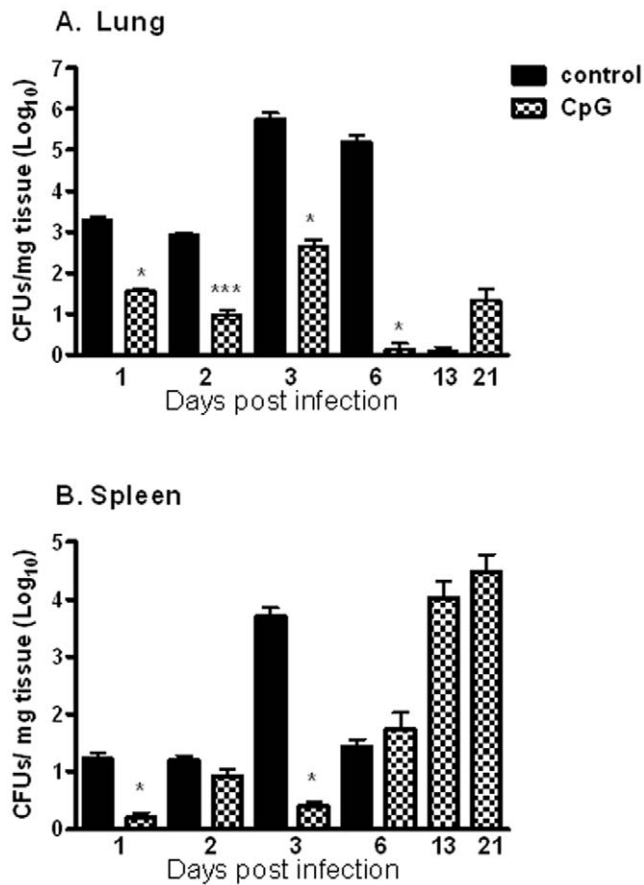 A. Lung
control
CpG
CFUs/mg tissue (Log₁₀)
7
6
5
4
3
2
1
0
*
***
*
*
1 2 3 6 13 21
Days post infection
B. Spleen
CFUs/ mg tissue (Log₁₀)
5
4
3
2
1
0
*
*
1 2 3 6 13 21
Days post infection